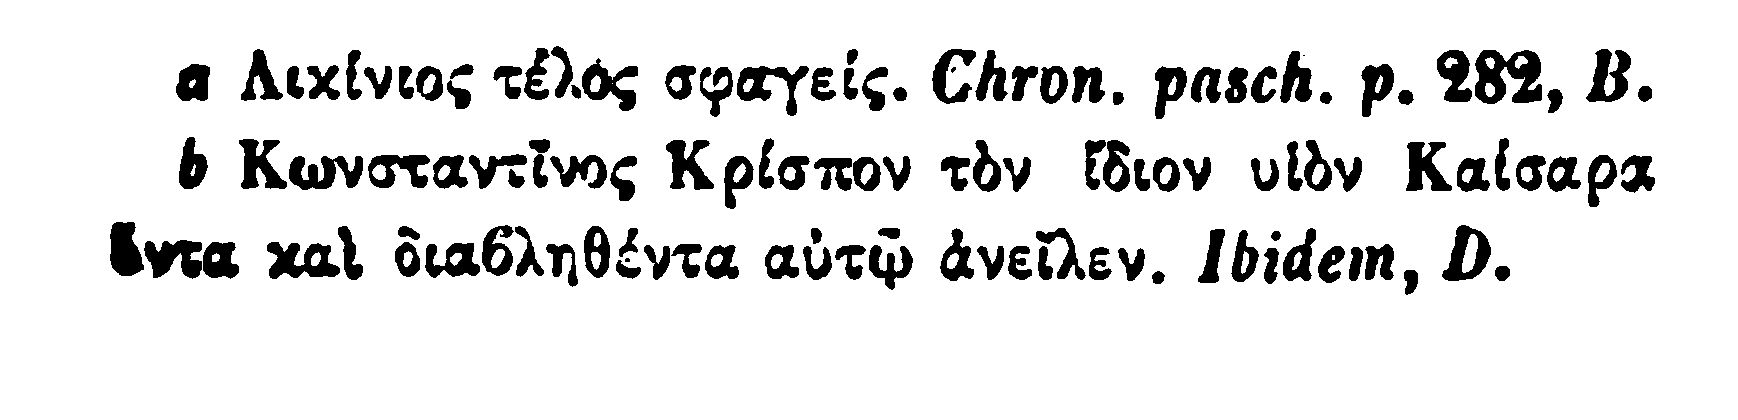 a Λικίνιος τέλος σφαγείς. Chron. pasch. p. 282, B.
b Κωνσταντῖνος Κρίσπον τὸν ἴδιον υἱὸν Καίσαρα
ὄντα καὶ διαϐληθέντα αὐτῷ ἀνεῖλεν. Ibidem, D.